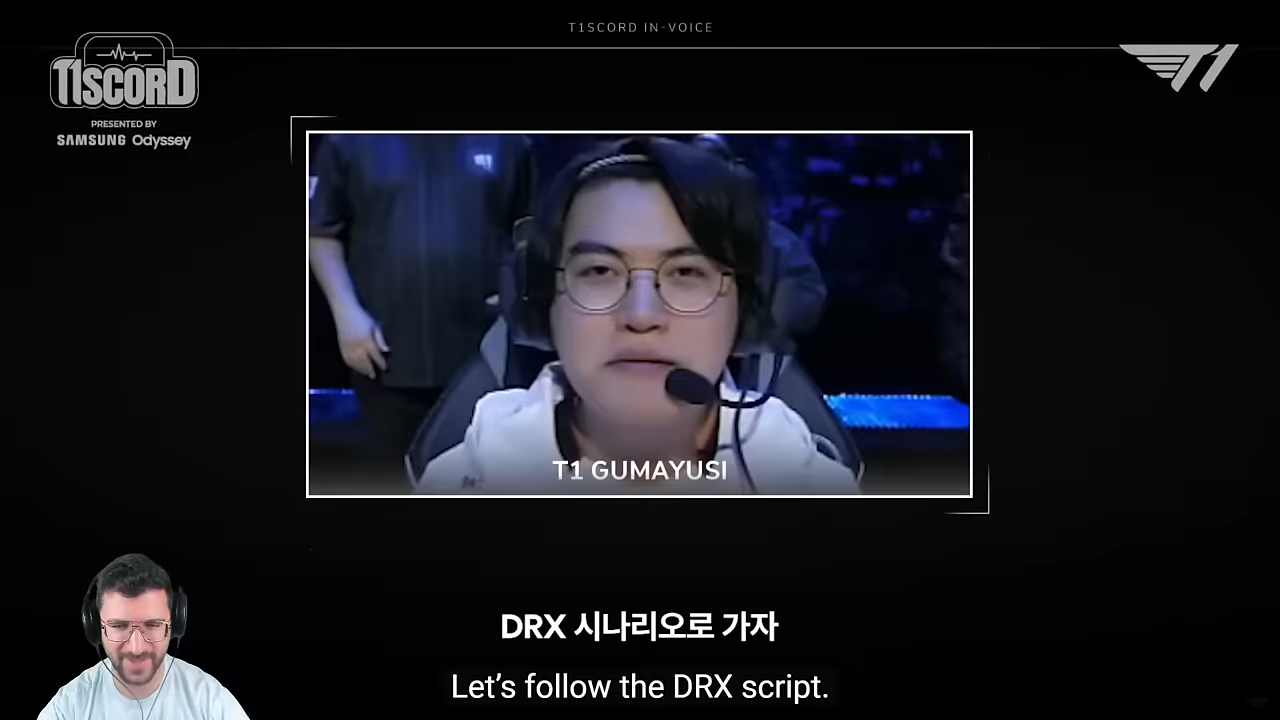 T1SCORD IN-VOICE
T1SCORD
PRESENTED BY
SAMSUNG Odyssey
T1
T1 GUMAYUSI
DRX 시나리오로 가자
Let's follow the DRX script.